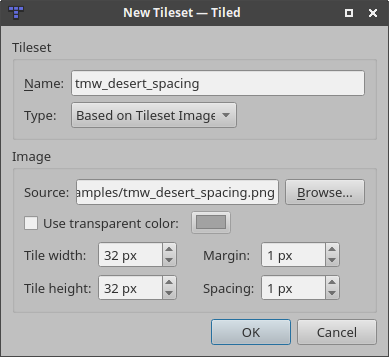 New Tileset — Tiled
Tileset
Name: tmw_desert_spacing
Type: Based on Tileset Image
Image
Source: amples/tmw_desert_spacing.png Browse...
Use transparent color:
Tile width: 32 px Margin: 1 px
Tile height: 32 px Spacing: 1 px
OK Cancel